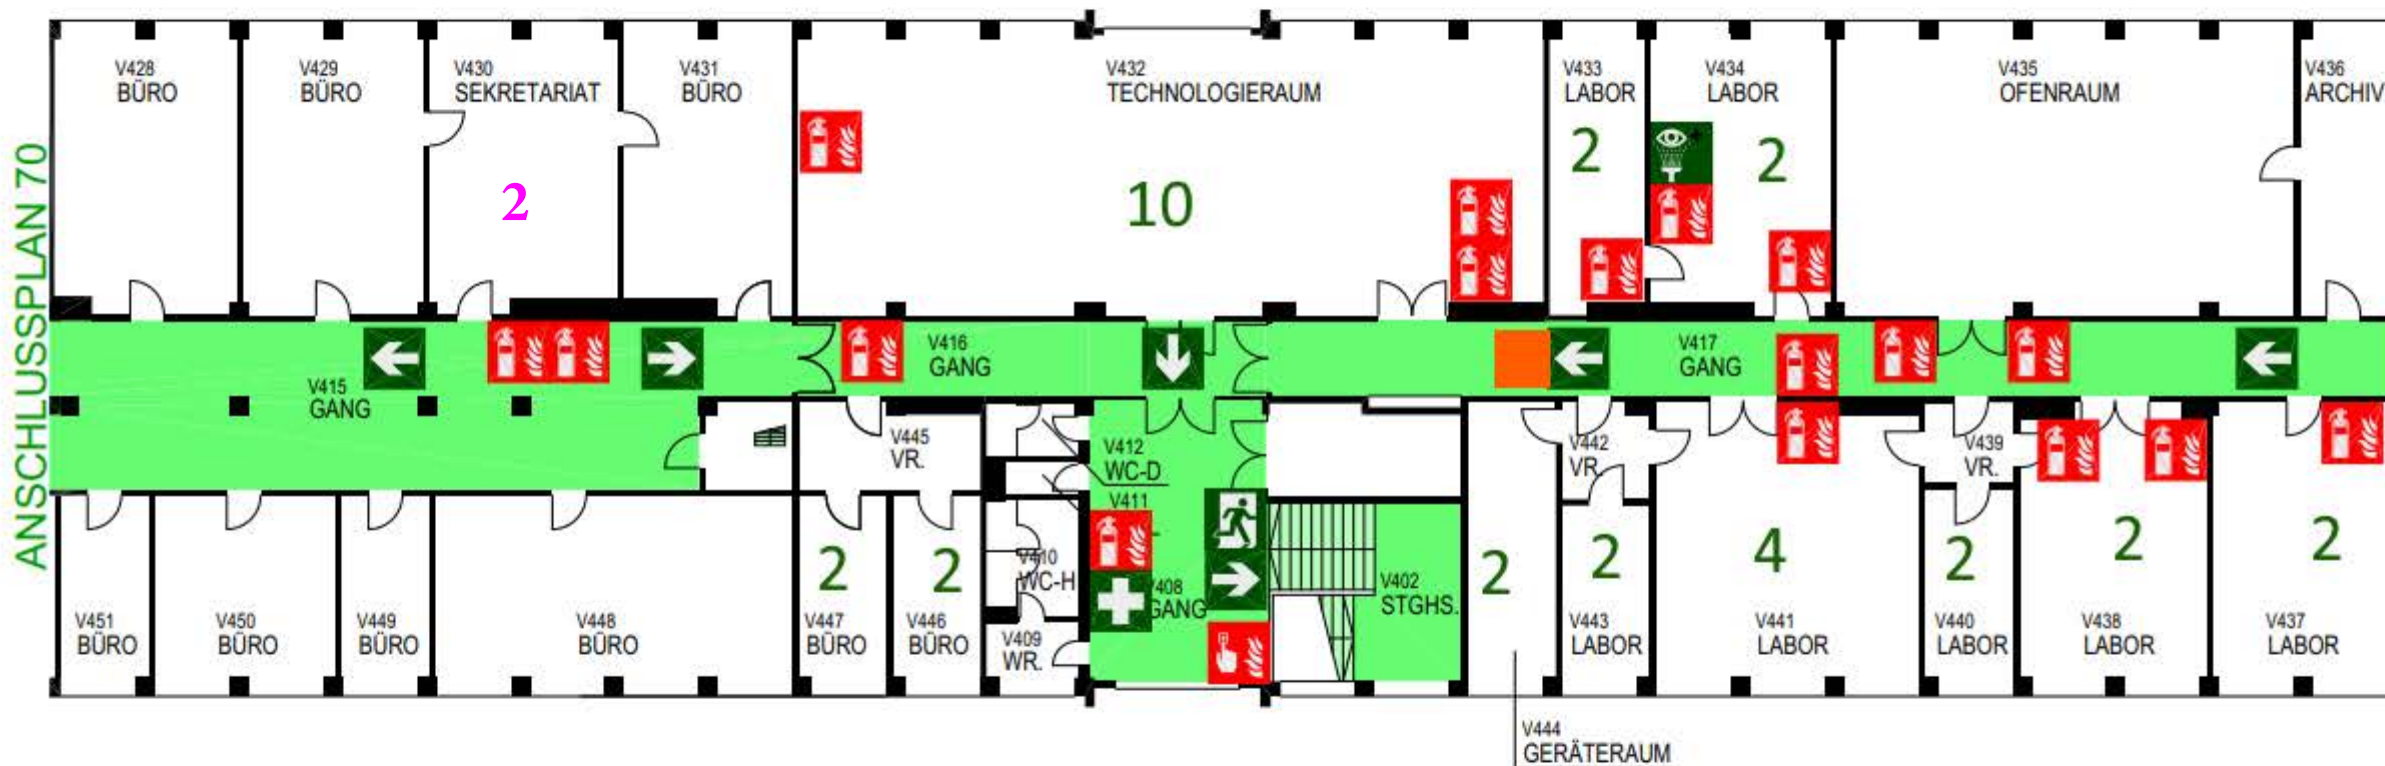 ANSCHLUSSPLAN 70
V428
BÜRO
V429
BÜRO
V430
SEKRETARIAT
2
V431
BÜRO
V432
TECHNOLOGIERAUM
10
V433
LABOR
2
V434
LABOR
2
V435
OFENRAUM
V436
ARCHIV
V415
GANG
V416
GANG
V417
GANG
V445
VR.
V412
WC-D
V411
V442
VR.
V439
VR.
V451
BÜRO
V450
BÜRO
V449
BÜRO
V448
BÜRO
2
V447
BÜRO
2
V446
BÜRO
V410
WC-H
V409
WR.
V408
GANG
V402
STGHS.
2
2
V443
LABOR
4
V441
LABOR
2
V440
LABOR
2
V438
LABOR
2
V437
LABOR
V444
GERÄTERAUM